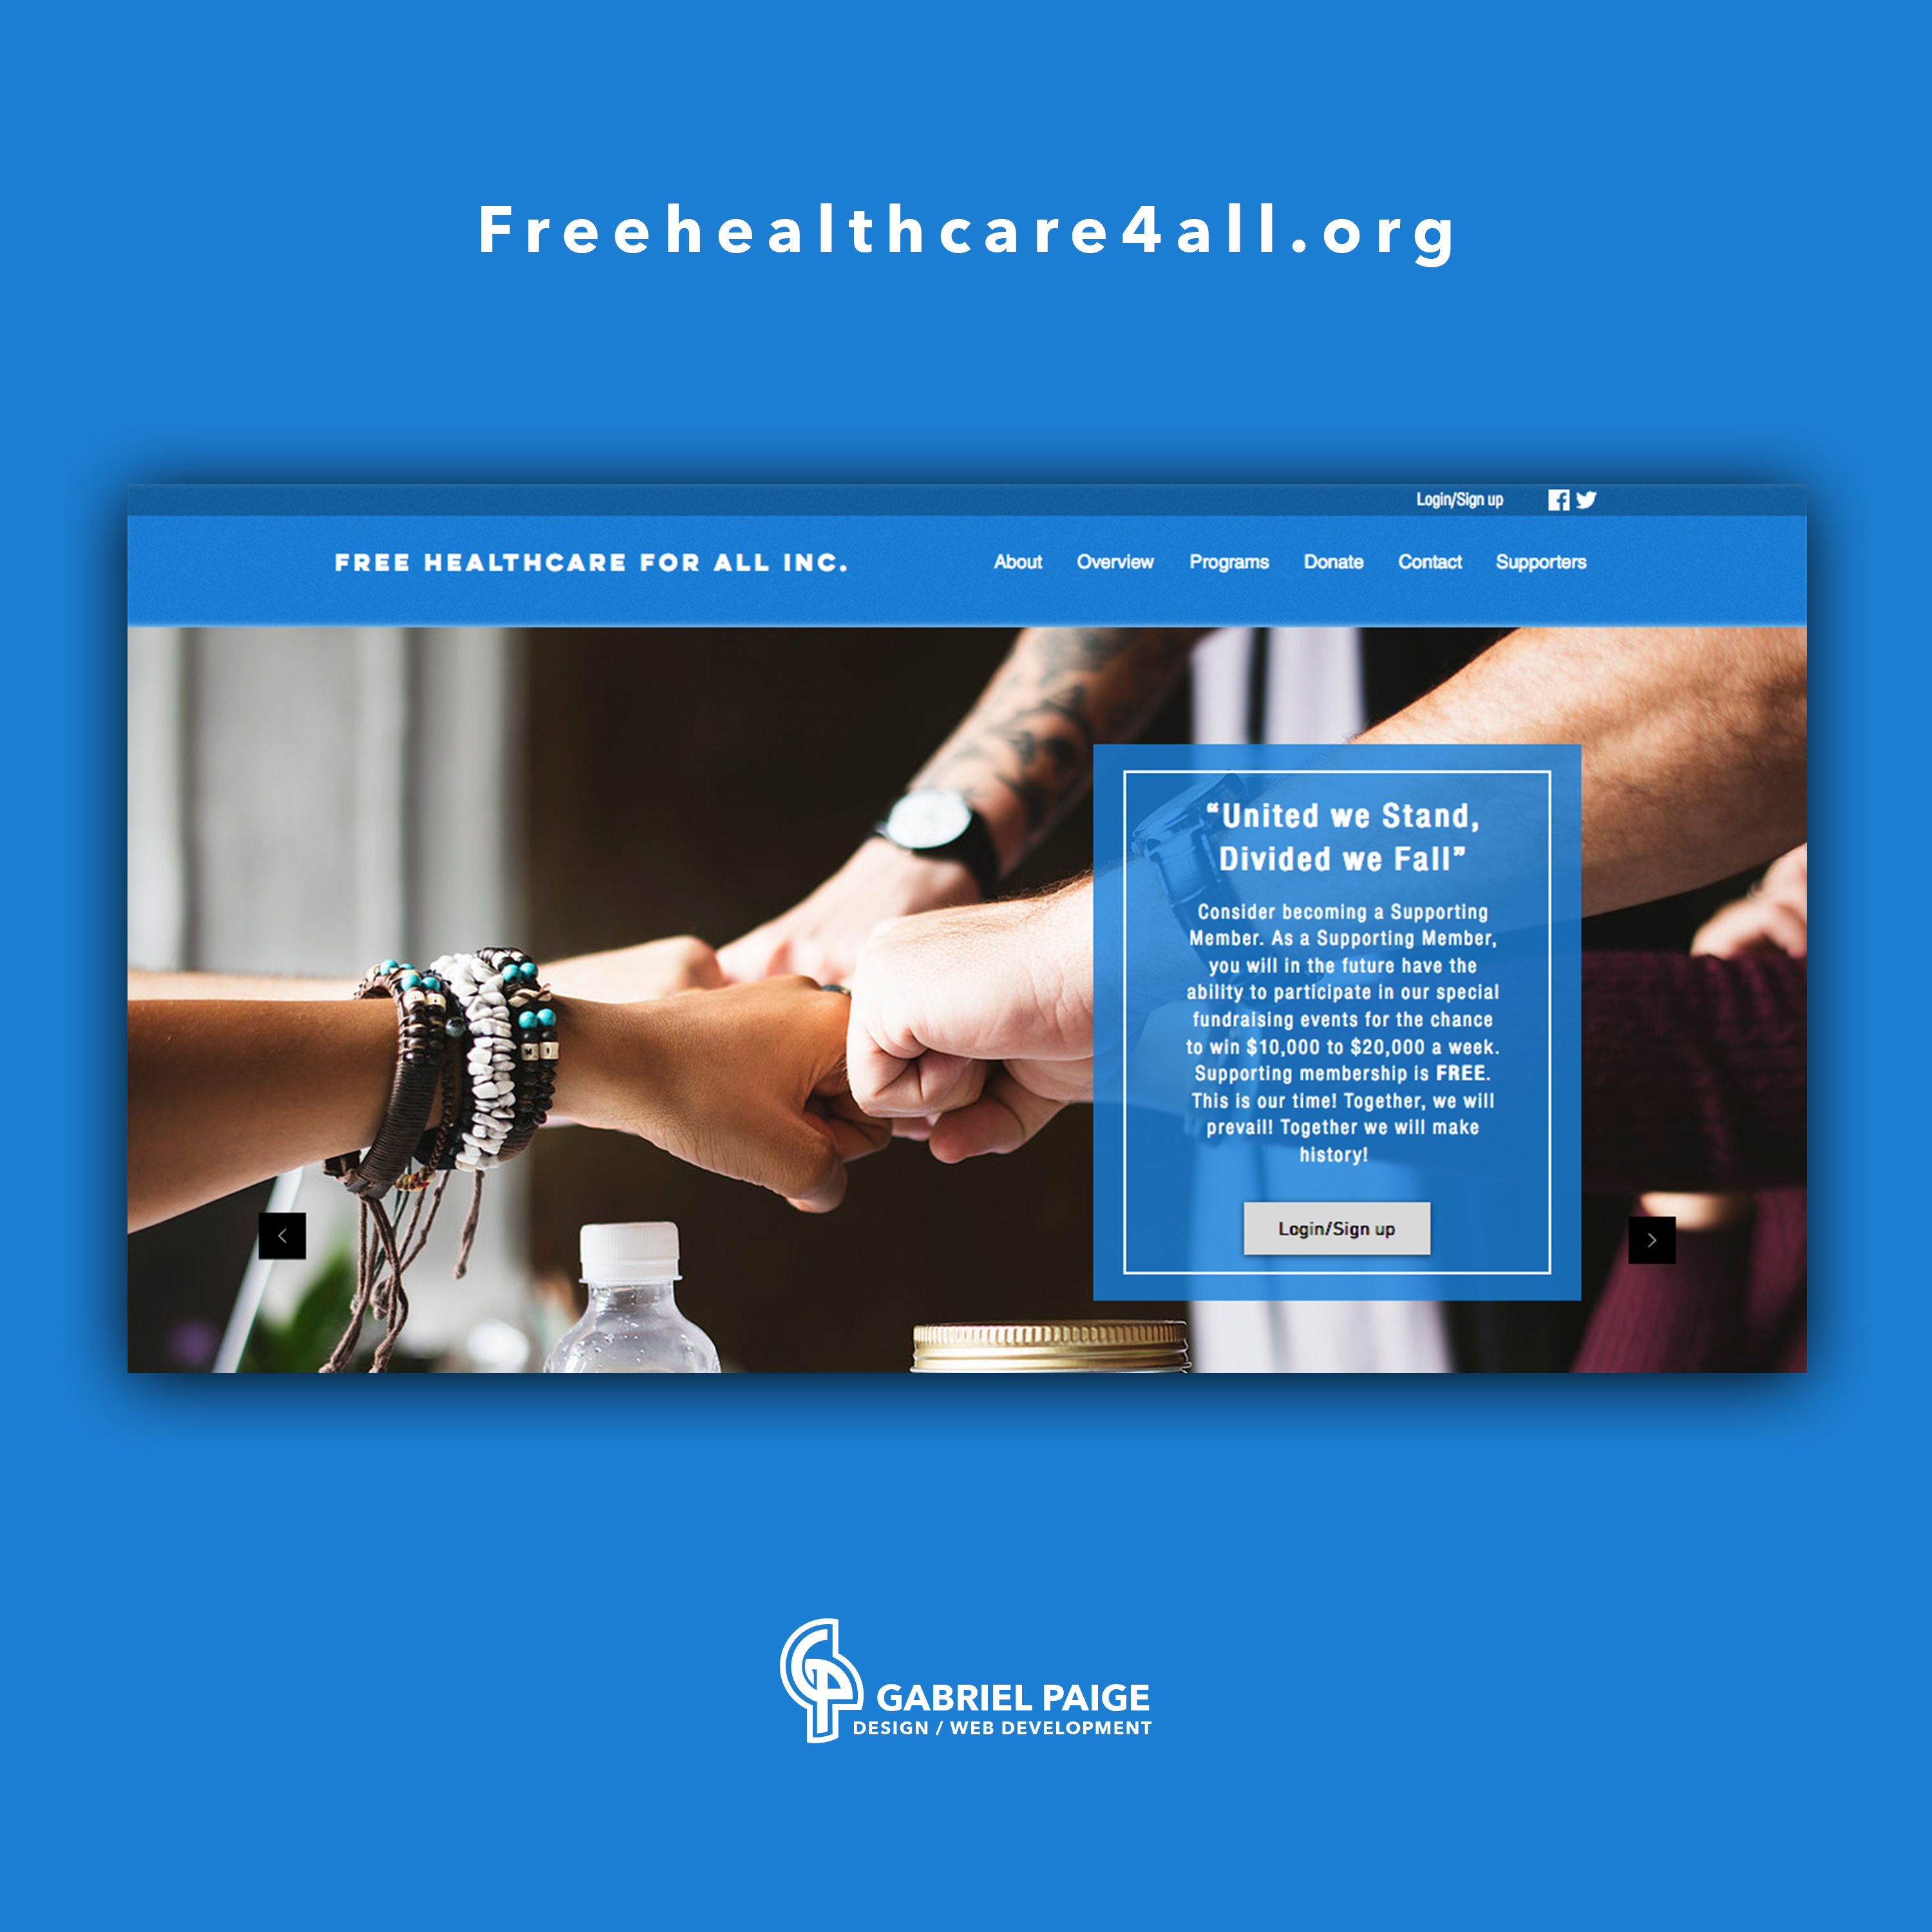 Freehealthcare4all.org
Login/Sign up
FREE HEALTHCARE FOR ALL INC.
About Overview Programs Donate Contact Supporters
“United we Stand,
Divided we Fall”
Consider becoming a Supporting
Member. As a Supporting Member,
you will in the future have the
ability to participate in our special
fundraising events for the chance
to win $10,000 to $20,000 a week.
Supporting membership is FREE.
This is our time! Together, we will
prevail! Together we will make
history!
Login/Sign up
GABRIEL PAIGE
DESIGN / WEB DEVELOPMENT